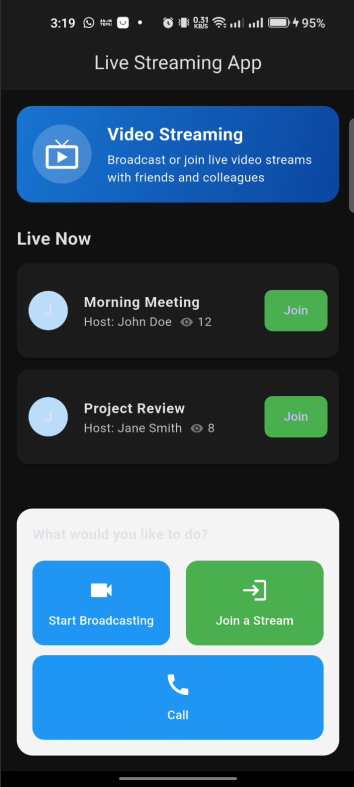 3:19 0.31 KB/S 95%
Live Streaming App
Video Streaming
Broadcast or join live video streams
with friends and colleagues
Live Now
J
Morning Meeting
Host: John Doe 12
Join
J
Project Review
Host: Jane Smith 8
Join
What would you like to do?
Start Broadcasting
Join a Stream
Call